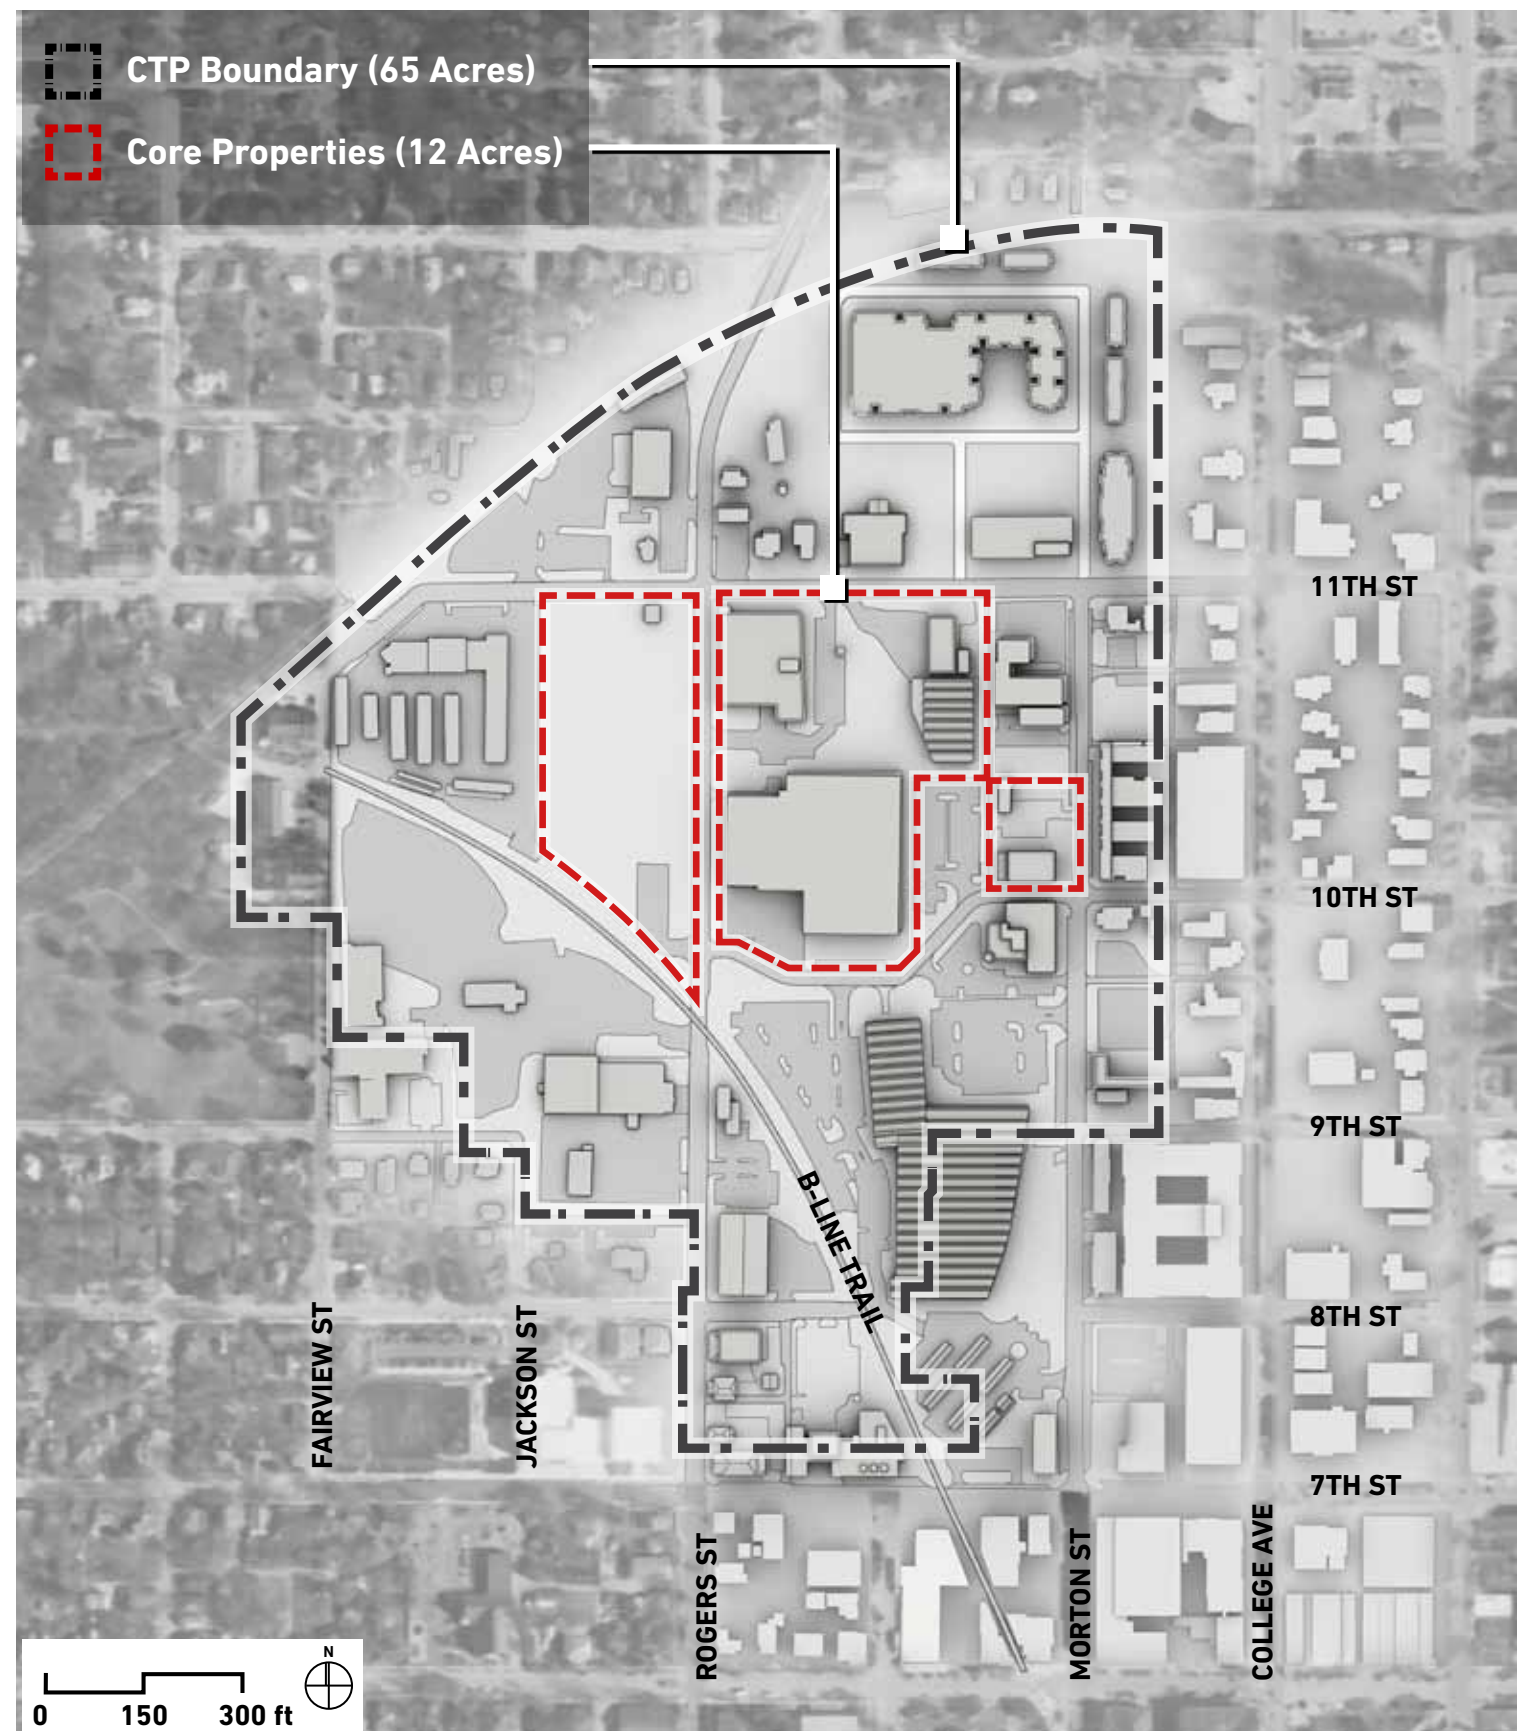 CTP Boundary (65 Acres)
Core Properties (12 Acres)
11TH ST
10TH ST
9TH ST
B-LINE TRAIL
8TH ST
FAIRVIEW ST
JACKSON ST
7TH ST
ROGERS ST
MORTON ST
COLLEGE AVE
N
0 150 300 ft